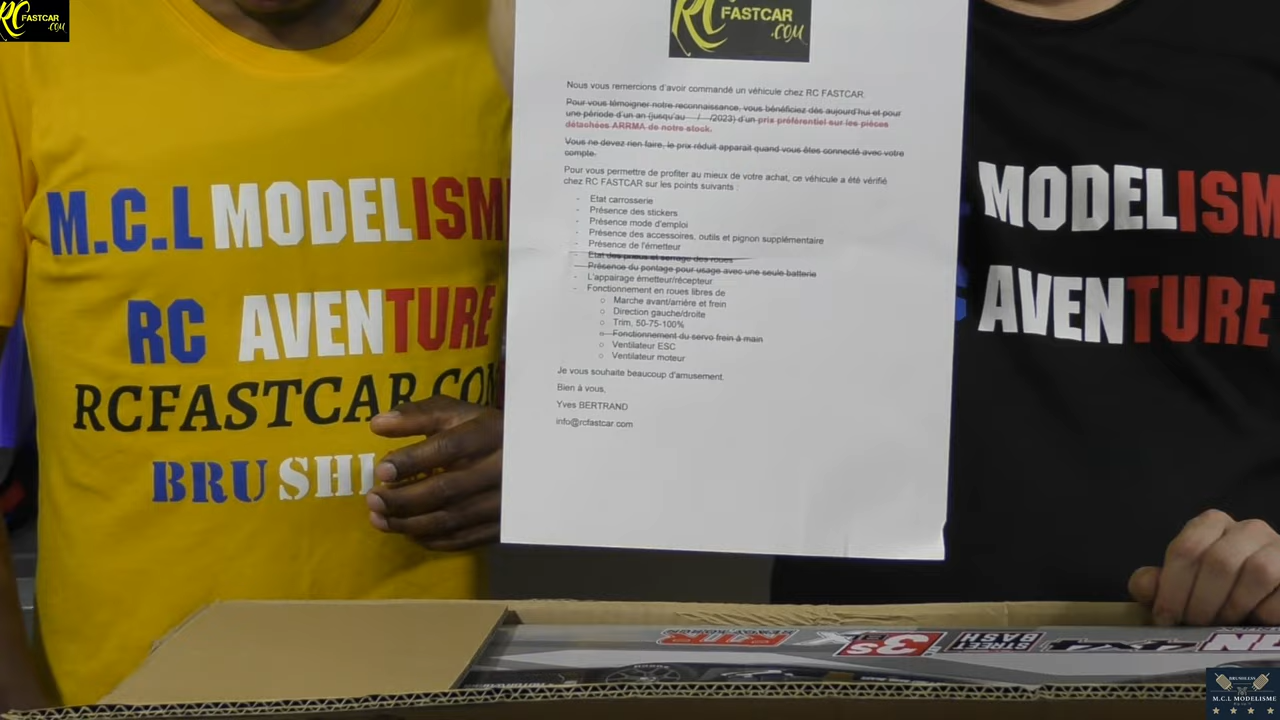 RC
FASTCAR
.COM
RC
FASTCAR
.COM
Nous vous remercions d'avoir commandé un véhicule chez RC FASTCAR.
Pour vous témoigner notre reconnaissance, vous bénéficiez dès aujourd'hui et pour
une période d'un an (jusqu'au / /2023) d'un prix préférentiel sur les pièces
détachées ARRMA de notre stock.
Vous ne devez rien faire, le prix réduit apparait quand vous êtes connecté avec votre
compte.
Pour vous permettre de profiter au mieux de votre achat, ce véhicule a été vérifié
chez RC FASTCAR sur les points suivants :
- Etat carrosserie
- Présence des stickers
- Présence mode d'emploi
- Présence des accessoires, outils et pignon supplémentaire
- Présence de l'émetteur
- Etat des pneus et serrage des roues
- Présence du pontage pour usage avec une seule batterie
- L'appairage émetteur/récepteur
- Fonctionnement en roues libres de
o Marche avant/arrière et frein
o Direction gauche/droite
o Trim, 50-75-100%
o Fonctionnement du servo frein à main
o Ventilateur ESC
o Ventilateur moteur
Je vous souhaite beaucoup d'amusement.
Bien à vous,
Yves BERTRAND
info@rcfastcar.com
M.C.L MODELISM
RC AVENTURE
RCFASTCAR.CO
BRUSHL
MODELISM
AVENTURE
3S
STREET
BASH
4x4
BRUSHLESS
M.C.L MODELISME